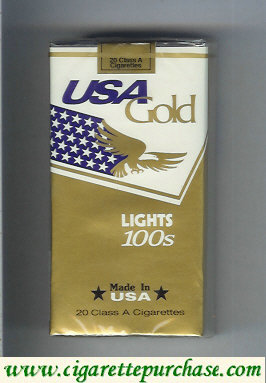 20 Class A
Cigarettes
USA
Gold
LIGHTS
100s
Made In
USA
20 Class A Cigarettes
www.cigarettepurchase.com